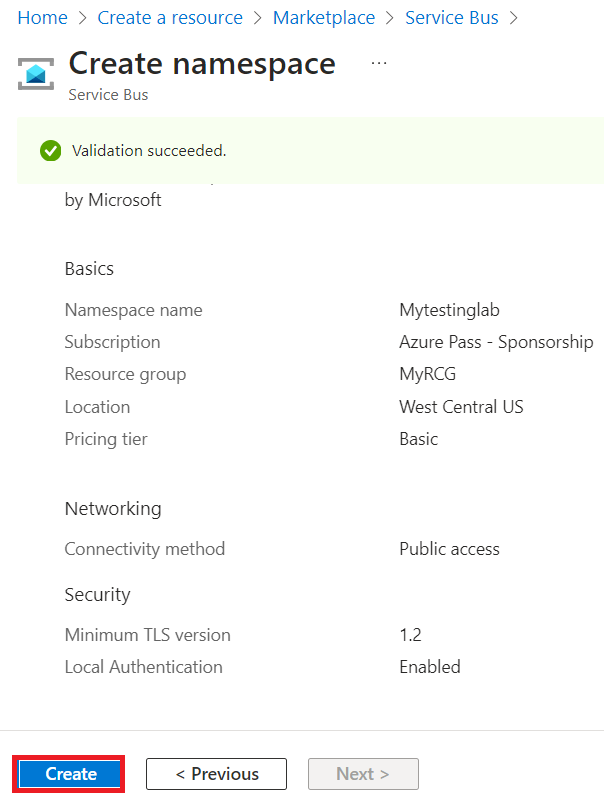 Home > Create a resource > Marketplace > Service Bus >
Create namespace ...
Service Bus
Validation succeeded.
by Microsoft
Basics
Namespace name Mytestinglab
Subscription Azure Pass - Sponsorship
Resource group MyRCG
Location West Central US
Pricing tier Basic
Networking
Connectivity method Public access
Security
Minimum TLS version 1.2
Local Authentication Enabled
Create < Previous Next >